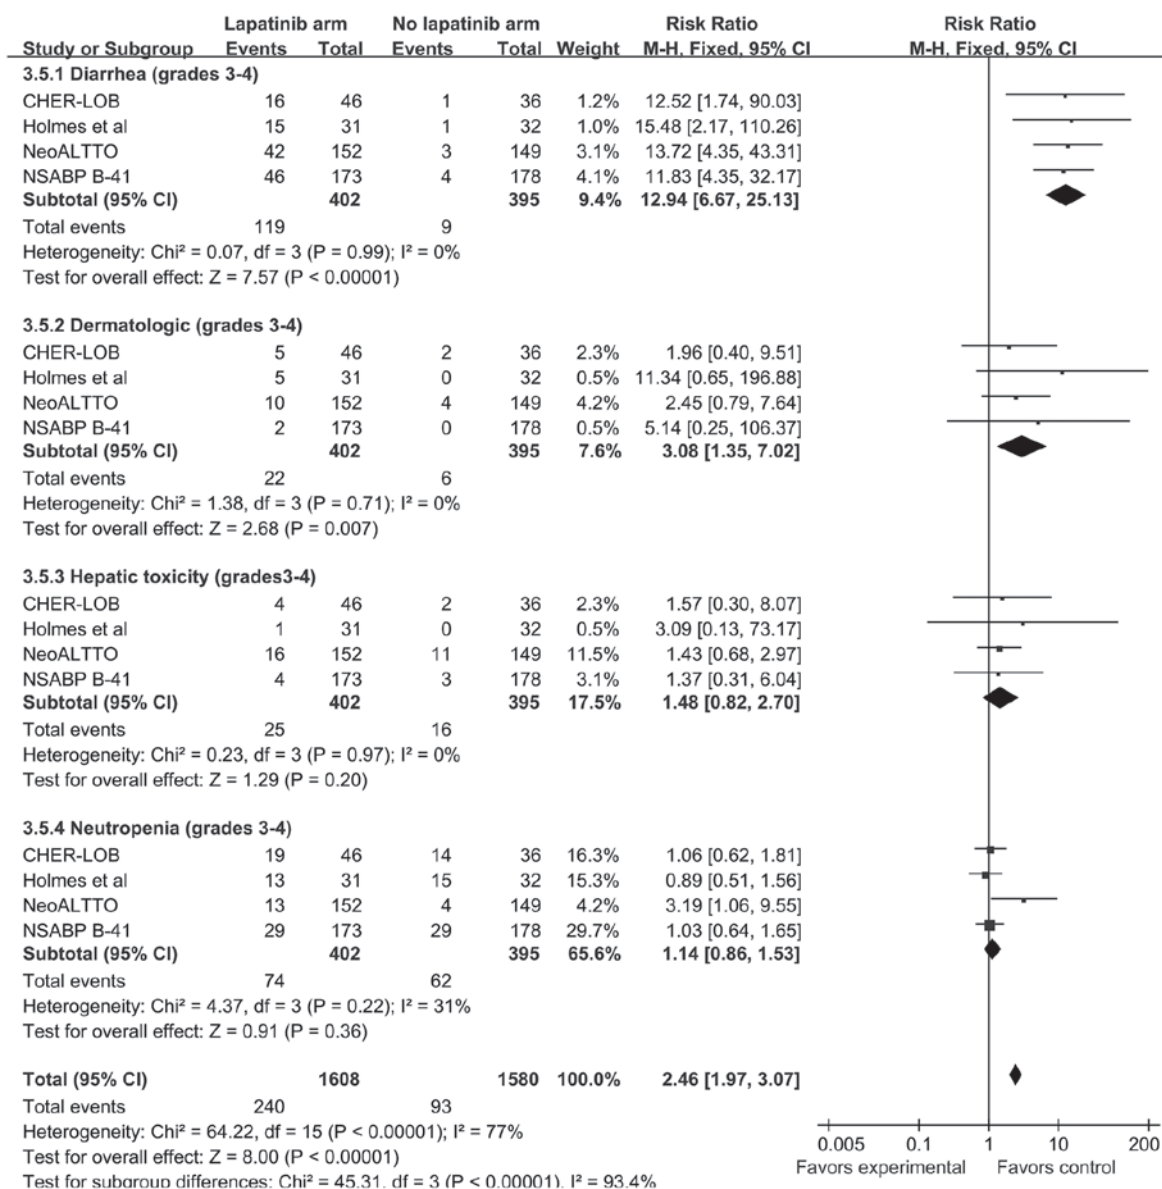 Lapatinib arm No lapatinib arm Risk Ratio Risk Ratio
Study or Subgroup Events Total Events Total Weight M-H, Fixed, 95% CI M-H, Fixed, 95% CI
3.5.1 Diarrhea (grades 3-4)
CHER-LOB 16 46 1 36 1.2% 12.52 [1.74, 90.03]
Holmes et al 15 31 1 32 1.0% 15.48 [2.17, 110.26]
NeoALTTO 42 152 3 149 3.1% 13.72 [4.35, 43.31]
NSABP B-41 46 173 4 178 4.1% 11.83 [4.35, 32.17]
Subtotal (95% CI) 402 395 9.4% 12.94 [6.67, 25.13]
Total events 119 9
Heterogeneity: Chi² = 0.07, df = 3 (P = 0.99); I² = 0%
Test for overall effect: Z = 7.57 (P < 0.00001)
3.5.2 Dermatologic (grades 3-4)
CHER-LOB 5 46 2 36 2.3% 1.96 [0.40, 9.51]
Holmes et al 5 31 0 32 0.5% 11.34 [0.65, 196.88]
NeoALTTO 10 152 4 149 4.2% 2.45 [0.79, 7.64]
NSABP B-41 2 173 0 178 0.5% 5.14 [0.25, 106.37]
Subtotal (95% CI) 402 395 7.6% 3.08 [1.35, 7.02]
Total events 22 6
Heterogeneity: Chi² = 1.38, df = 3 (P = 0.71); I² = 0%
Test for overall effect: Z = 2.68 (P = 0.007)
3.5.3 Hepatic toxicity (grades3-4)
CHER-LOB 4 46 2 36 2.3% 1.57 [0.30, 8.07]
Holmes et al 1 31 0 32 0.5% 3.09 [0.13, 73.17]
NeoALTTO 16 152 11 149 11.5% 1.43 [0.68, 2.97]
NSABP B-41 4 173 3 178 3.1% 1.37 [0.31, 6.04]
Subtotal (95% CI) 402 395 17.5% 1.48 [0.82, 2.70]
Total events 25 16
Heterogeneity: Chi² = 0.23, df = 3 (P = 0.97); I² = 0%
Test for overall effect: Z = 1.29 (P = 0.20)
3.5.4 Neutropenia (grades 3-4)
CHER-LOB 19 46 14 36 16.3% 1.06 [0.62, 1.81]
Holmes et al 13 31 15 32 15.3% 0.89 [0.51, 1.56]
NeoALTTO 13 152 4 149 4.2% 3.19 [1.06, 9.55]
NSABP B-41 29 173 29 178 29.7% 1.03 [0.64, 1.65]
Subtotal (95% CI) 402 395 65.6% 1.14 [0.86, 1.53]
Total events 74 62
Heterogeneity: Chi² = 4.37, df = 3 (P = 0.22); I² = 31%
Test for overall effect: Z = 0.91 (P = 0.36)
Total (95% CI) 1608 1580 100.0% 2.46 [1.97, 3.07]
Total events 240 93
Heterogeneity: Chi² = 64.22, df = 15 (P < 0.00001); I² = 77%
Test for overall effect: Z = 8.00 (P < 0.00001)
Test for subgroup differences: Chi² = 45.31, df = 3 (P < 0.00001), I² = 93.4%
0.005 0.1 1 10 200
Favors experimental Favors control